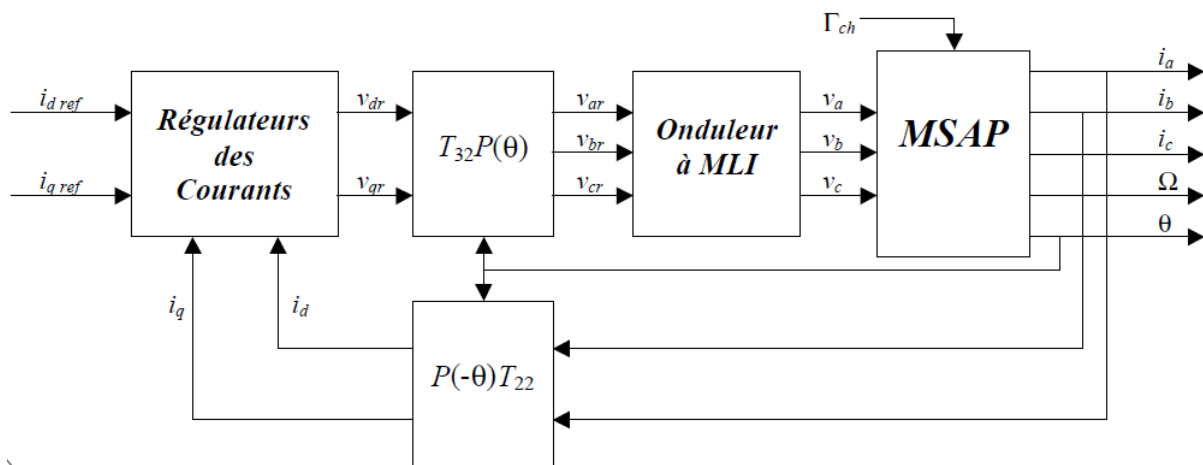 Γch
ia
id ref
Régulateurs
des
Courants
vdr
T32P(θ)
var
Onduleur
à MLI
va
MSAP
ib
vbr
vb
ic
iq ref
vqr
vcr
vc
Ω
θ
iq
id
P(-θ)T22